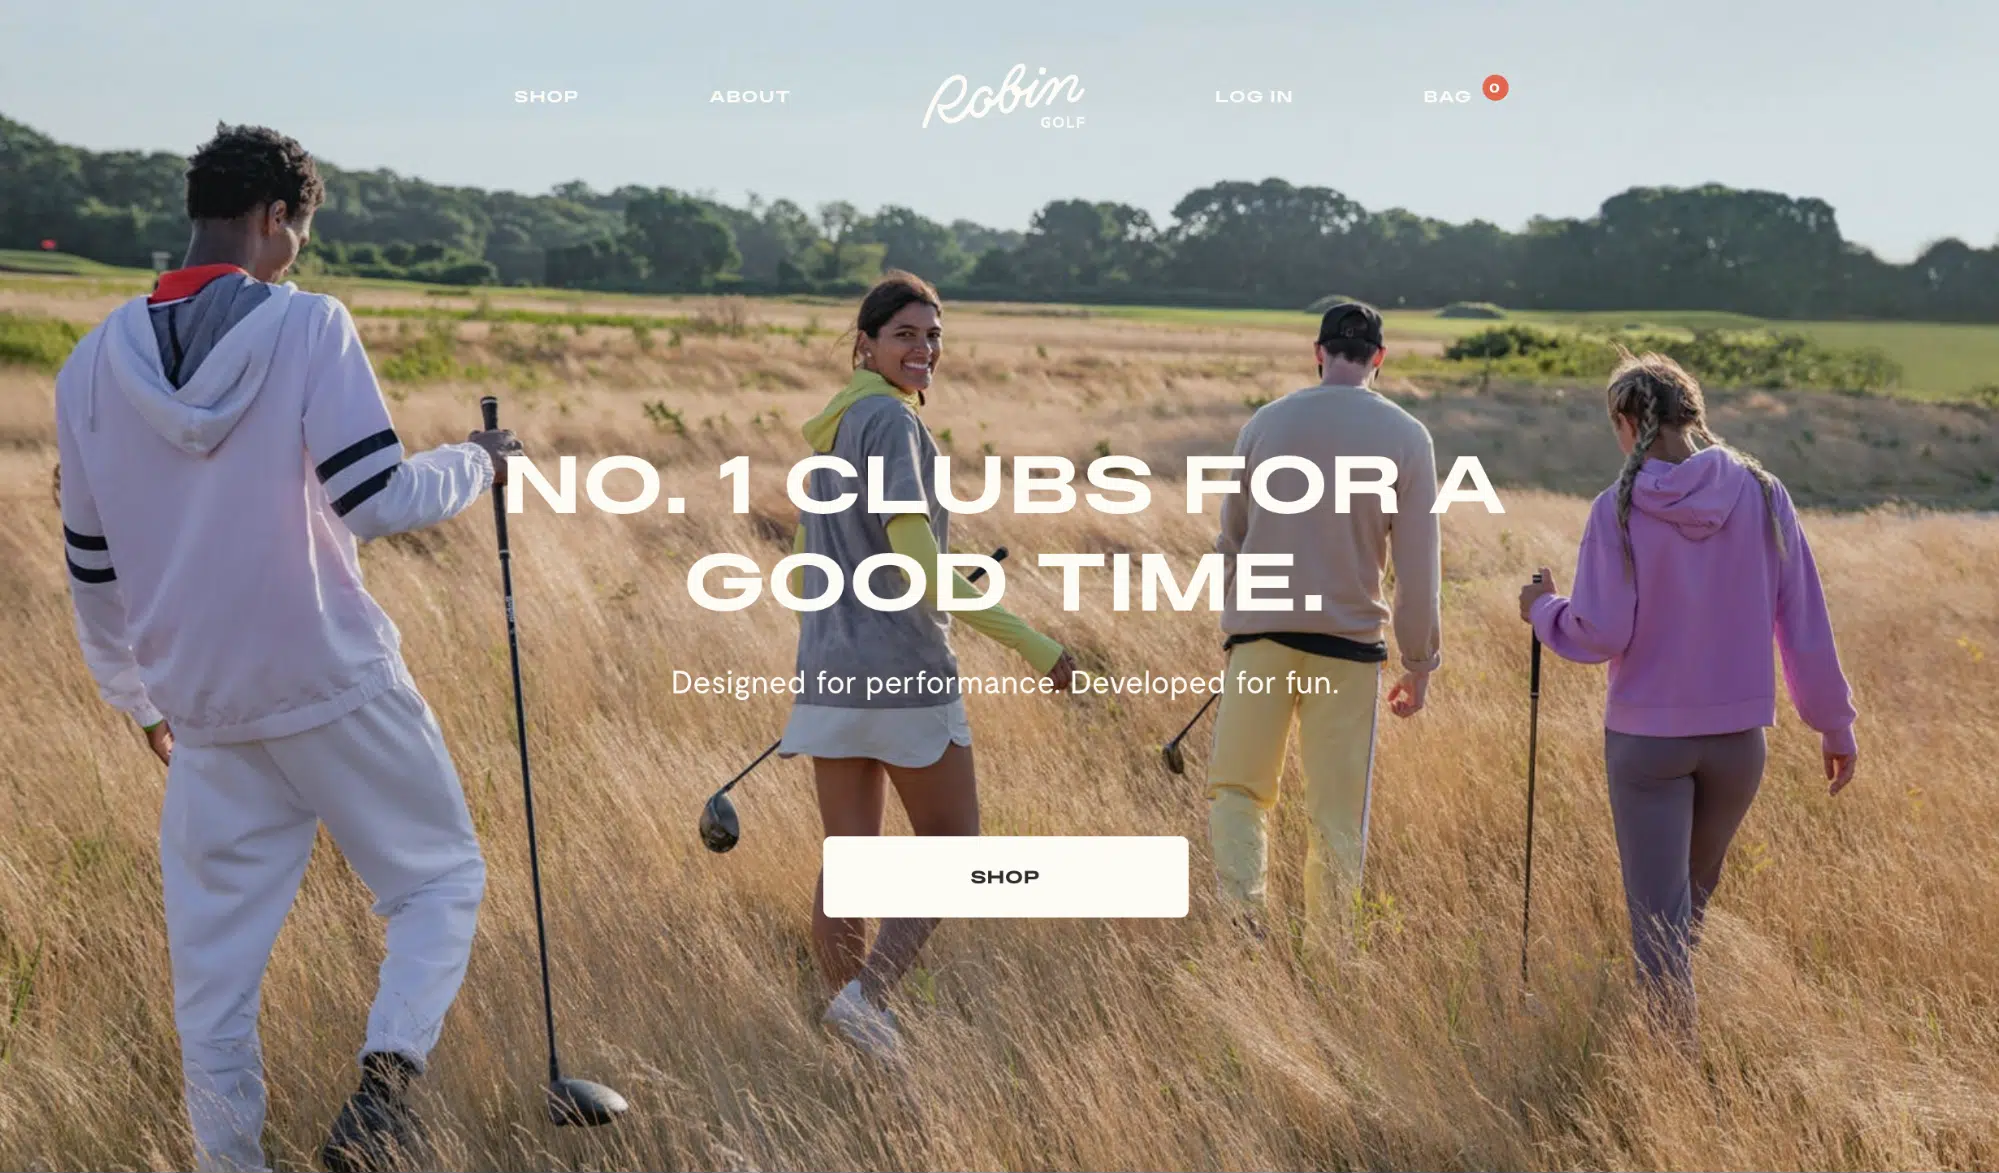 SHOP
ABOUT
Robin
GOLF
LOG IN
BAG
0
NO. 1 CLUBS FOR A
GOOD TIME.
Designed for performance. Developed for fun.
SHOP